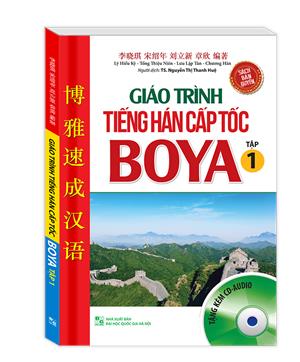 李晓琪 宋绍年 刘立新 章欣 编著
Lý Hiểu Kỳ - Tống Thiệu Niên - Lưu Lập Tân - Chương Hân
Người dịch: TS. Nguyễn Thị Thanh Huệ
SÁCH BẢN QUYỀN
GIÁO TRÌNH
TIẾNG HÁN CẤP TỐC
BOYA
TẬP
1
博雅速成汉语
TẶNG KÈM CD-AUDIO
NHÀ XUẤT BẢN
ĐẠI HỌC QUỐC GIA HÀ NỘI
GIÁO TRÌNH TIẾNG HÁN CẤP TỐC
BOYA TẬP 1